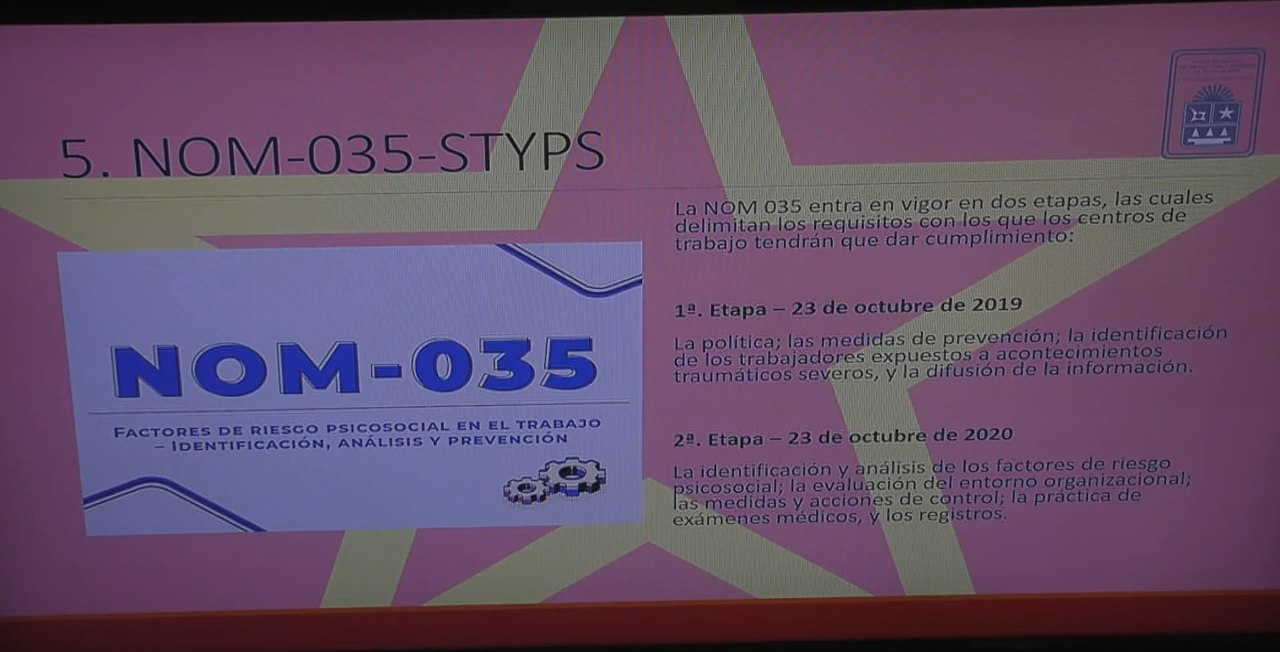 5. NOM-035-STYPS
NOM-035
FACTORES DE RIESGO PSICOSOCIAL EN EL TRABAJO
– IDENTIFICACIÓN, ANÁLISIS Y PREVENCIÓN
La NOM 035 entra en vigor en dos etapas, las cuales
delimitan los requisitos con los que los centros de
trabajo tendrán que dar cumplimiento:
1ª. Etapa – 23 de octubre de 2019
La política; las medidas de prevención; la identificación
de los trabajadores expuestos a acontecimientos
traumáticos severos, y la difusión de la información.
2ª. Etapa – 23 de octubre de 2020
La identificación y análisis de los factores de riesgo
psicosocial; la evaluación del entorno organizacional;
las medidas y acciones de control; la práctica de
exámenes médicos, y los registros.